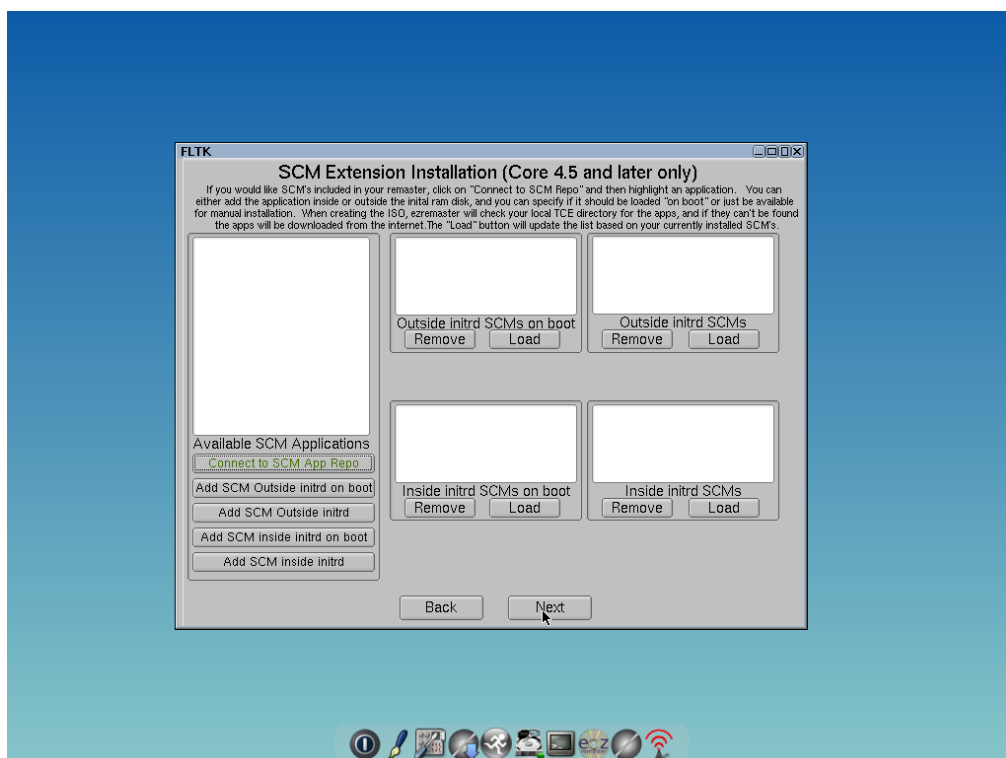 FLTK
SCM Extension Installation (Core 4.5 and later only)
If you would like SCM's included in your remaster, click on "Connect to SCM Repo" and then highlight an application. You can
either add the application inside or outside the inital ram disk, and you can specify if it should be loaded "on boot" or just be available
for manual installation. When creating the ISO, ezremaster will check your local TCE directory for the apps, and if they can't be found
the apps will be downloaded from the internet.The "Load" button will update the list based on your currently installed SCM's.
Available SCM Applications
Connect to SCM App Repo
Add SCM Outside initrd on boot
Add SCM Outside initrd
Add SCM inside initrd on boot
Add SCM inside initrd
Outside initrd SCMs on boot
Remove Load
Outside initrd SCMs
Remove Load
Inside initrd SCMs on boot
Remove Load
Inside initrd SCMs
Remove Load
Back Next
ez